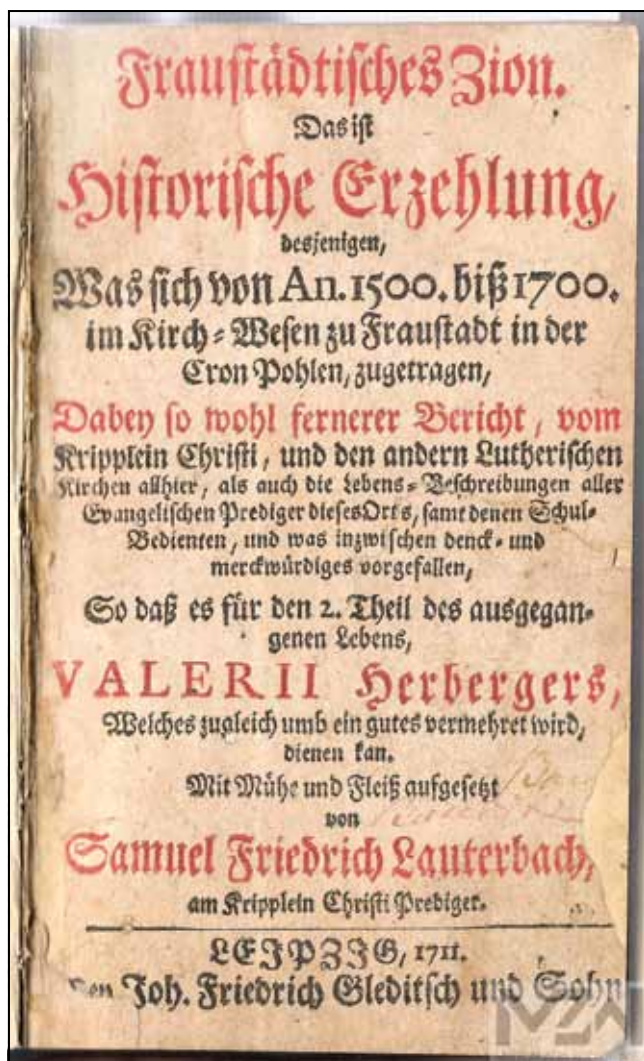 Fraustädtisches Zion.
Das ist
Historische Erzehlung,
desjenigen,
Was sich von An. 1500. biß 1700.
im Kirch-Wesen zu Fraustadt in der
Cron Pohlen, zugetragen,
Dabey so wohl fernerer Bericht, vom
Kripplein Christi, und den andern Lutherischen
Kirchen allhier, als auch die Lebens-Beschreibungen aller
Evangelischen Prediger dieses Orts, samt denen Schul-
Bedienten, und was inzwischen denck- und
merckwürdiges vorgefallen,
So daß es für den 2. Theil des ausgegan-
genen Lebens,
VALERII Herbergers,
Welches zugleich umb ein gutes vermehret wird,
dienen kan.
Mit Mühe und Fleiß aufgesetzt
von
Samuel Friedrich Lauterbach,
am Kripplein Christi Prediger.
LEIPZIG, 1711.
Joh. Friedrich Gleditsch und Sohn